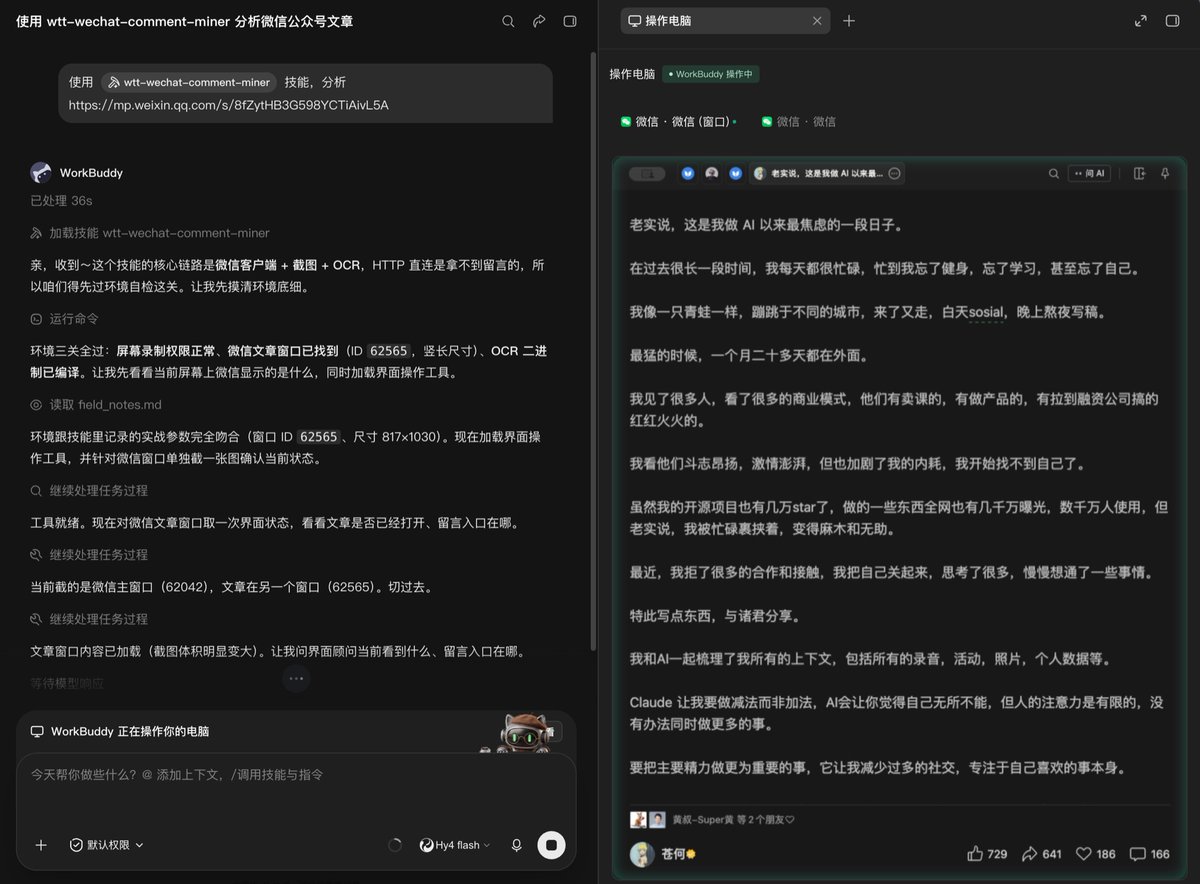 使用 wtt-wechat-comment-miner 分析微信公众号文章
使用 wtt-wechat-comment-miner 技能，分析
https://mp.weixin.qq.com/s/8fZytHB3G598YCTiAivL5A
WorkBuddy
已处理 36s
加载技能 wtt-wechat-comment-miner
亲，收到～这个技能的核心链路是微信客户端 + 截图 + OCR，HTTP 直连是拿不到留言的，所
以咱们得先过环境自检这关。让我先摸清环境底细。
运行命令
环境三关全过：屏幕录制权限正常、微信文章窗口已找到（ID 62565，竖长尺寸）、OCR 二进
制已编译。让我先看看当前屏幕上微信显示的是什么，同时加载界面操作工具。
读取 field_notes.md
环境跟技能里记录的实战参数完全吻合（窗口 ID 62565、尺寸 817×1030）。现在加载界面操
作工具，并针对微信窗口单独截一张图确认当前状态。
继续处理任务过程
工具就绪。现在对微信文章窗口取一次界面状态，看看文章是否已经打开、留言入口在哪。
继续处理任务过程
当前截的是微信主窗口（62042），文章在另一个窗口（62565）。切过去。
继续处理任务过程
文章窗口内容已加载（截图体积明显变大）。让我问界面顾问当前看到什么、留言入口在哪。
等待模型响应
WorkBuddy 正在操作你的电脑
看
今天帮你做些什么？@ 添加上下文，/调用技能与指令
默认权限
Hy4 flash
操作电脑
操作电脑
WorkBuddy 操作中
微信 · 微信 (窗口)
微信 · 微信
老实说，这是我做 AI 以来最...
问 AI
老实说，这是我做 AI 以来最焦虑的一段日子。
在过去很长一段时间，我每天都很忙碌，忙到我忘了健身，忘了学习，甚至忘了自己。
我像一只青蛙一样，蹦跳于不同的城市，来了又走，白天sosial，晚上熬夜写稿。
最猛的时候，一个月二十多天都在外面。
我见了很多人，看了很多的商业模式，他们有卖课的，有做产品的，有拉到融资公司搞的
红红火火的。
我看他们斗志昂扬，激情澎湃，但也加剧了我的内耗，我开始找不到自己了。
虽然我的开源项目也有几万star了，做的一些东西全网也有几千万曝光，数千万人使用，但
老实说，我被忙碌裹挟着，变得麻木和无助。
最近，我拒了很多的合作和接触，我把自己关起来，思考了很多，慢慢想通了一些事情。
特此写点东西，与诸君分享。
我和AI一起梳理了我所有的上下文，包括所有的录音，活动，照片，个人数据等。
Claude 让我要做减法而非加法，AI会让你觉得自己无所不能，但人的注意力是有限的，没
有办法同时做更多的事。
要把主要精力做更为重要的事，它让我减少过多的社交，专注于自己喜欢的事本身。
黄叔-Super黄 等 2 个朋友♡
苍何
729 641 186 166